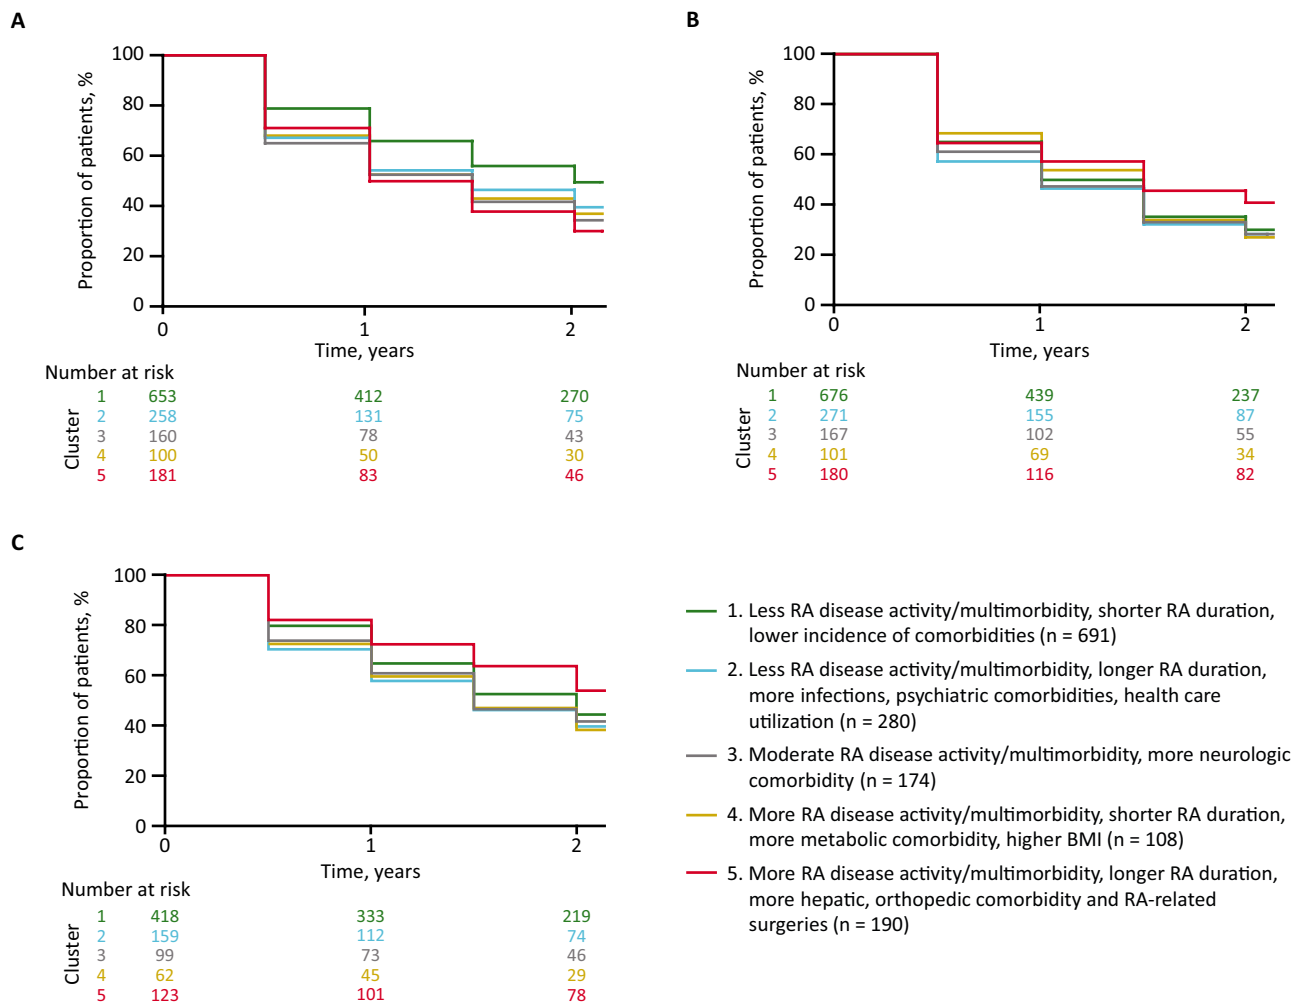 A
Proportion of patients, %
100
80
60
40
20
0
0 1 2
Time, years
Number at risk
Cluster
1 653 412 270
2 258 131 75
3 160 78 43
4 100 50 30
5 181 83 46
B
Proportion of patients, %
100
80
60
40
20
0
0 1 2
Time, years
Number at risk
Cluster
1 676 439 237
2 271 155 87
3 167 102 55
4 101 69 34
5 180 116 82
C
Proportion of patients, %
100
80
60
40
20
0
0 1 2
Time, years
Number at risk
Cluster
1 418 333 219
2 159 112 74
3 99 73 46
4 62 45 29
5 123 101 78
1. Less RA disease activity/multimorbidity, shorter RA duration,
lower incidence of comorbidities (n = 691)
2. Less RA disease activity/multimorbidity, longer RA duration,
more infections, psychiatric comorbidities, health care
utilization (n = 280)
3. Moderate RA disease activity/multimorbidity, more neurologic
comorbidity (n = 174)
4. More RA disease activity/multimorbidity, shorter RA duration,
more metabolic comorbidity, higher BMI (n = 108)
5. More RA disease activity/multimorbidity, longer RA duration,
more hepatic, orthopedic comorbidity and RA-related
surgeries (n = 190)